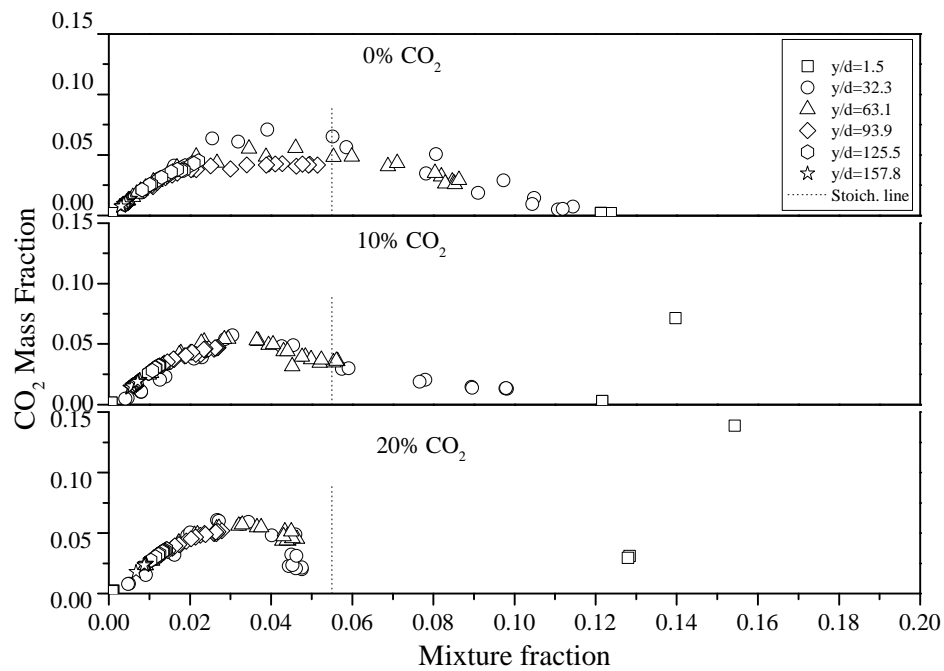 0.15
0.10
0.05
0.00
0% CO2
y/d=1.5
y/d=32.3
y/d=63.1
y/d=93.9
y/d=125.5
y/d=157.8
Stoich. line
0.15
0.10
0.05
0.00
10% CO2
CO2 Mass Fraction
0.15
0.10
0.05
0.00
20% CO2
0.00 0.02 0.04 0.06 0.08 0.10 0.12 0.14 0.16 0.18 0.20
Mixture fraction